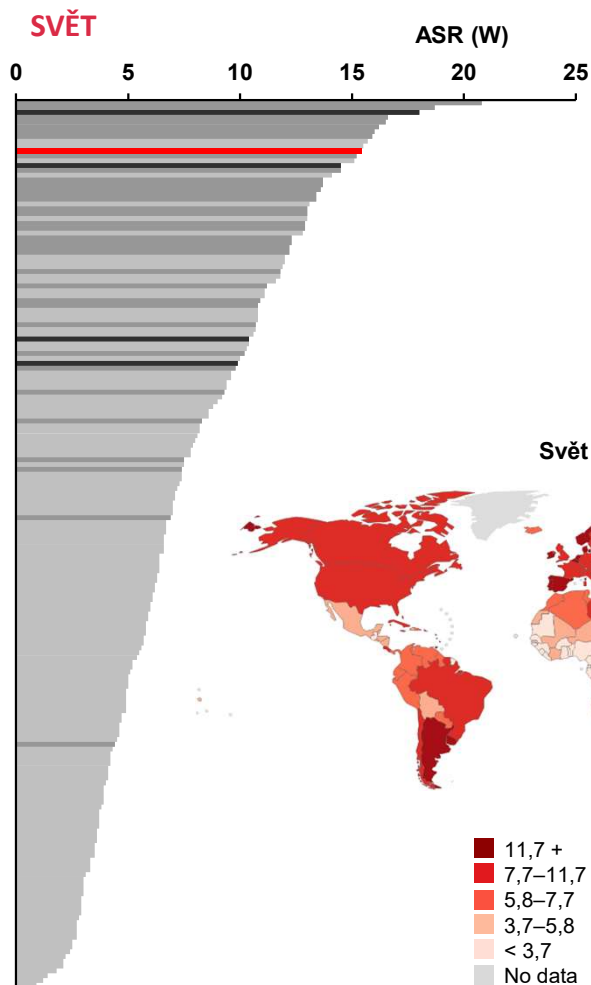 SVĚT
ASR (W)
0 5 10 15 20 25
Svět
11,7 +
7,7–11,7
5,8–7,7
3,7–5,8
< 3,7
No data